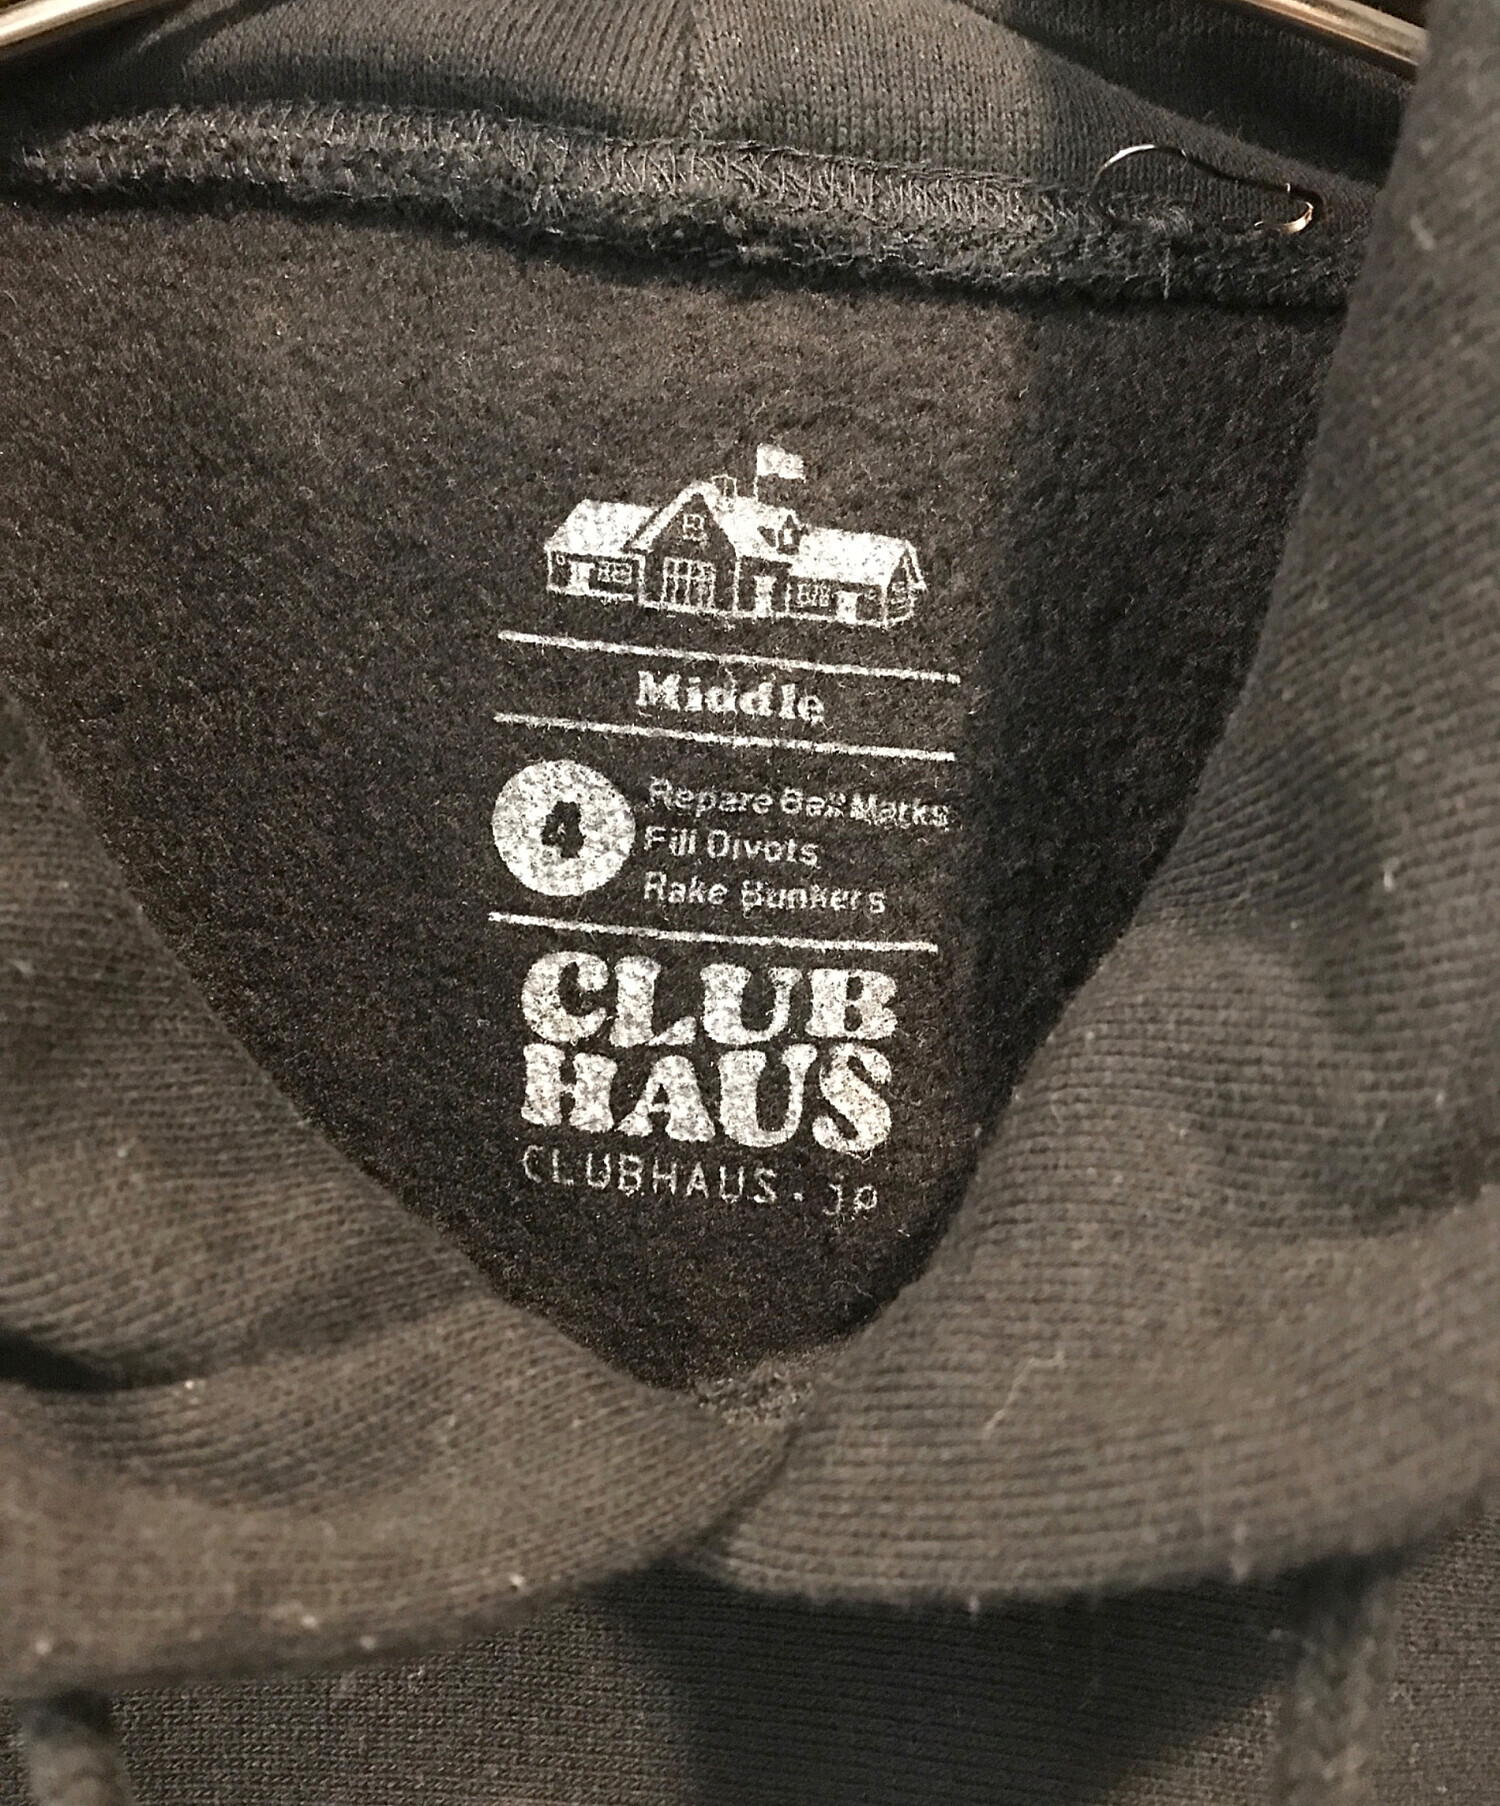 Middle
4
Repare Ball Marks
Fill Divots
Rake Bunkers
CLUB
HAUS
CLUBHAUS.JP